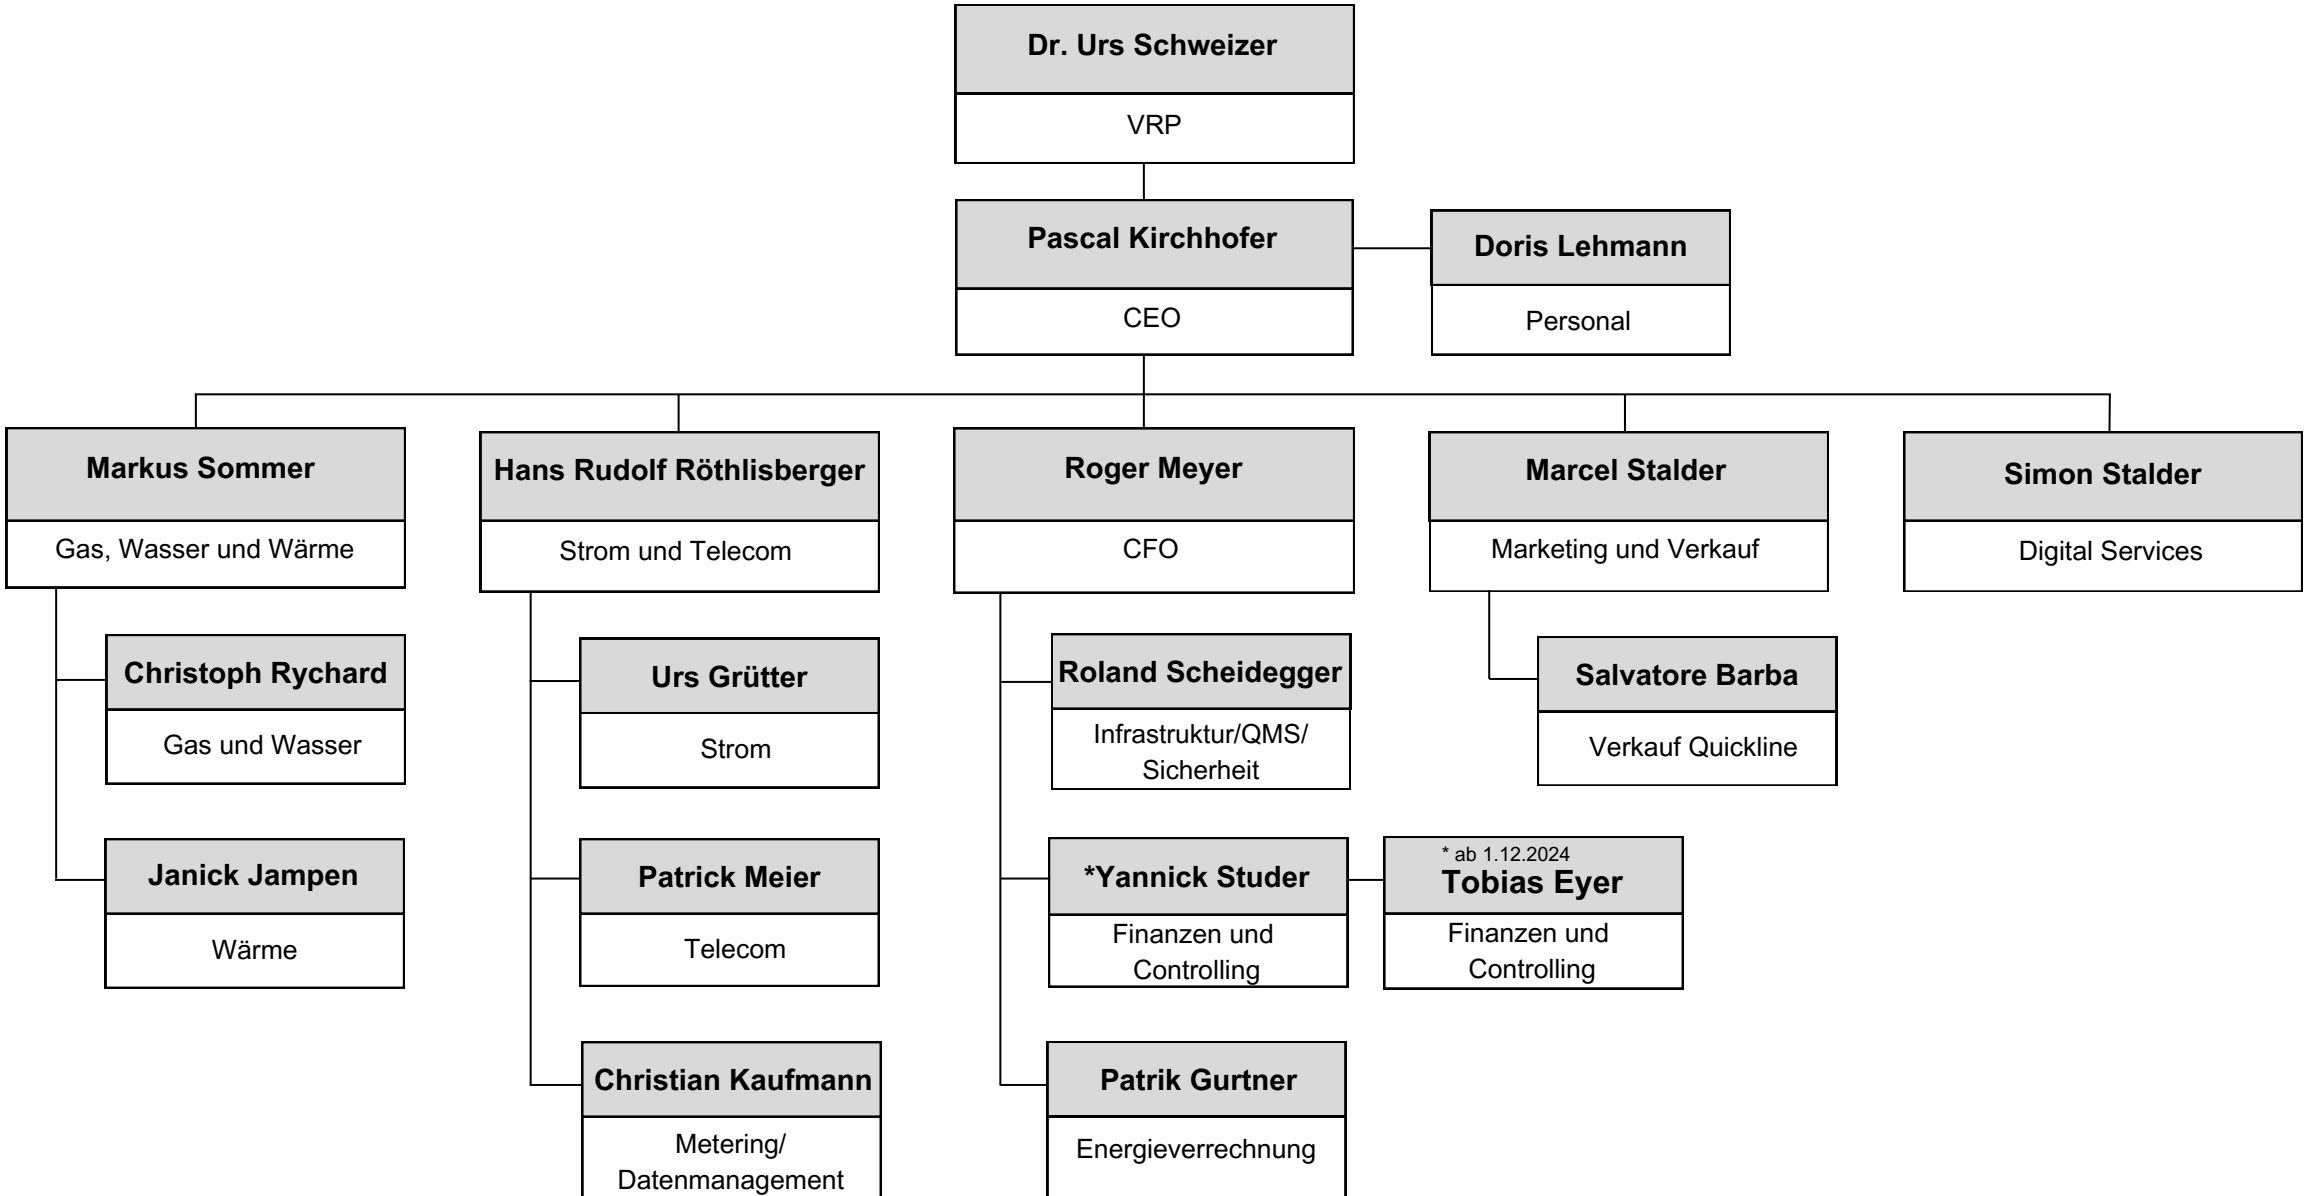 Dr. Urs Schweizer
VRP
Pascal Kirchhofer
CEO
Doris Lehmann
Personal
Markus Sommer
Gas, Wasser und Wärme
Hans Rudolf Röthlisberger
Strom und Telecom
Roger Meyer
CFO
Marcel Stalder
Marketing und Verkauf
Simon Stalder
Digital Services
Christoph Rychard
Gas und Wasser
Urs Grütter
Strom
Roland Scheidegger
Infrastruktur/QMS/
Sicherheit
Salvatore Barba
Verkauf Quickline
Janick Jampen
Wärme
Patrick Meier
Telecom
*Yannick Studer
Finanzen und
Controlling
* ab 1.12.2024
Tobias Eyer
Finanzen und
Controlling
Christian Kaufmann
Metering/
Datenmanagement
Patrik Gurtner
Energieverrechnung